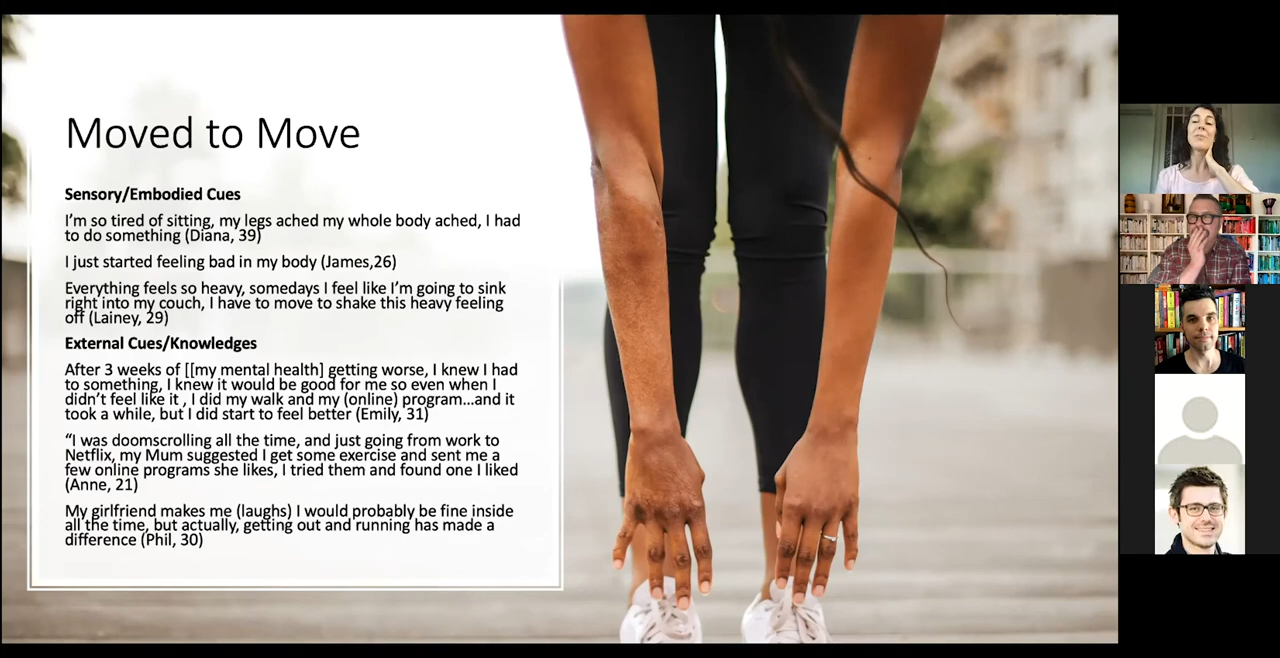 Moved to Move
Sensory/Embodied Cues
I'm so tired of sitting, my legs ached my whole body ached, I had
to do something (Diana, 39)
I just started feeling bad in my body (James,26)
Everything feels so heavy, somedays I feel like I'm going to sink
right into my couch, I have to move to shake this heavy feeling
off (Lainey, 29)
External Cues/Knowledges
After 3 weeks of [[my mental health] getting worse, I knew I had
to something, I knew it would be good for me so even when I
didn't feel like it , I did my walk and my (online) program...and it
took a while, but I did start to feel better (Emily, 31)
“I was doomscrolling all the time, and just going from work to
Netflix, my Mum suggested I get some exercise and sent me a
few online programs she likes, I tried them and found one I liked
(Anne, 21)
My girlfriend makes me (laughs) I would probably be fine inside
all the time, but actually, getting out and running has made a
difference (Phil, 30)